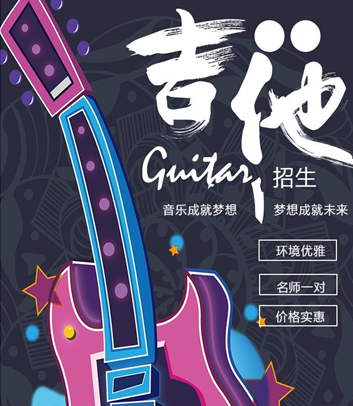 吉他
Guitar 招生
音乐成就梦想 梦想成就未来
环境优雅
名师一对
价格实惠